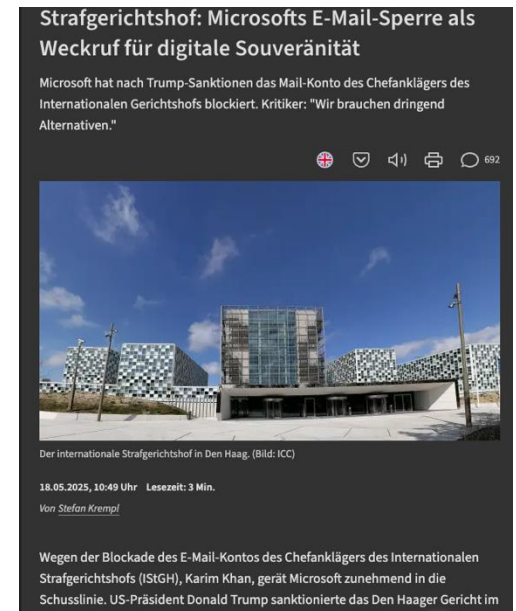 Strafgerichtshof: Microsofts E-Mail-Sperre als
Weckruf für digitale Souveränität
Microsoft hat nach Trump-Sanktionen das Mail-Konto des Chefanklägers des
Internationalen Gerichtshofs blockiert. Kritiker: "Wir brauchen dringend
Alternativen."
692
Der internationale Strafgerichtshof in Den Haag. (Bild: ICC)
18.05.2025, 10:49 Uhr Lesezeit: 3 Min.
Von Stefan Krempl
Wegen der Blockade des E-Mail-Kontos des Chefanklägers des Internationalen
Strafgerichtshofs (IStGH), Karim Khan, gerät Microsoft zunehmend in die
Schusslinie. US-Präsident Donald Trump sanktionierte das Den Haager Gericht im